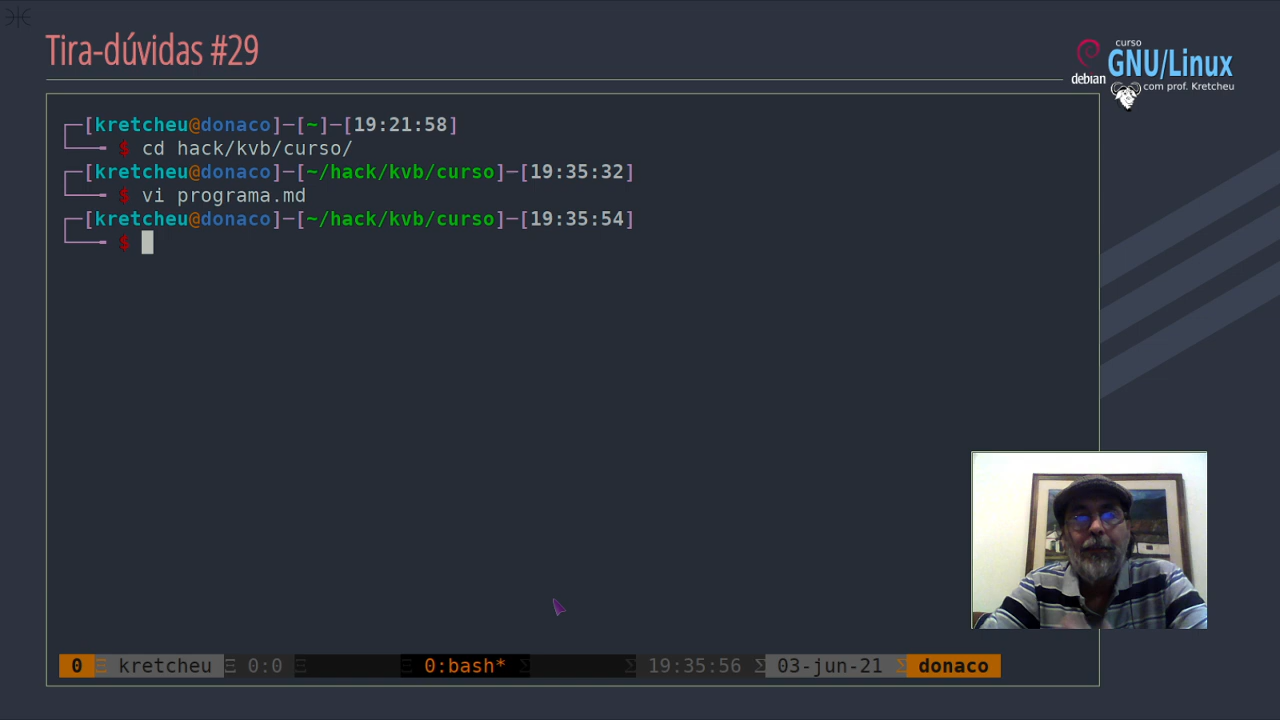 Tira-dúvidas #29
curso
GNU/Linux
debian
com prof. Kretcheu
┌─[kretcheu@donaco]─[~]─[19:21:58]
└──╼ $ cd hack/kvb/curso/
┌─[kretcheu@donaco]─[~/hack/kvb/curso]─[19:35:32]
└──╼ $ vi programa.md
┌─[kretcheu@donaco]─[~/hack/kvb/curso]─[19:35:54]
└──╼ $
0 Ξ kretcheu Ξ 0:0 Ξ Ξ 0:bash* Σ Σ 19:35:56 Σ 03-jun-21 Σ donaco